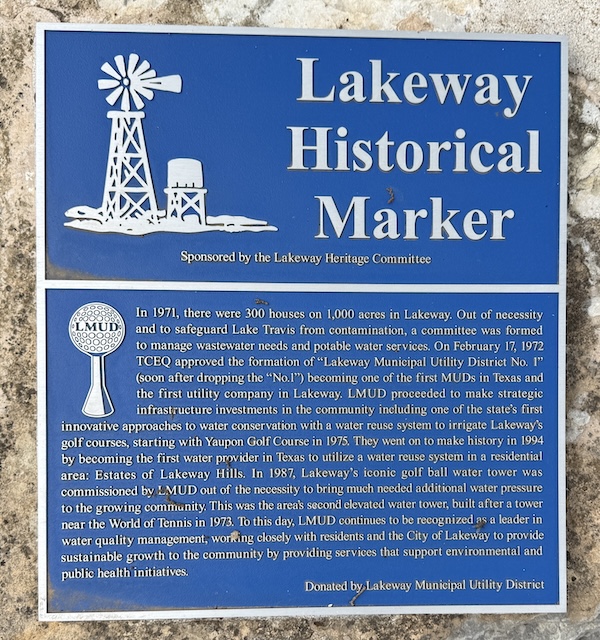 Lakeway
Historical
Marker
Sponsored by the Lakeway Heritage Committee
LMUD
In 1971, there were 300 houses on 1,000 acres in Lakeway. Out of necessity
and to safeguard Lake Travis from contamination, a committee was formed
to manage wastewater needs and potable water services. On February 17, 1972
TCEQ approved the formation of "Lakeway Municipal Utility District No. 1"
(soon after dropping the "No.1") becoming one of the first MUDs in Texas and
the first utility company in Lakeway. LMUD proceeded to make strategic
infrastructure investments in the community including one of the state's first
innovative approaches to water conservation with a water reuse system to irrigate Lakeway's
golf courses, starting with Yaupon Golf Course in 1975. They went on to make history in 1994
by becoming the first water provider in Texas to utilize a water reuse system in a residential
area: Estates of Lakeway Hills. In 1987, Lakeway's iconic golf ball water tower was
commissioned by LMUD out of the necessity to bring much needed additional water pressure
to the growing community. This was the area's second elevated water tower, built after a tower
near the World of Tennis in 1973. To this day, LMUD continues to be recognized as a leader in
water quality management, working closely with residents and the City of Lakeway to provide
sustainable growth to the community by providing services that support environmental and
public health initiatives.
Donated by Lakeway Municipal Utility District